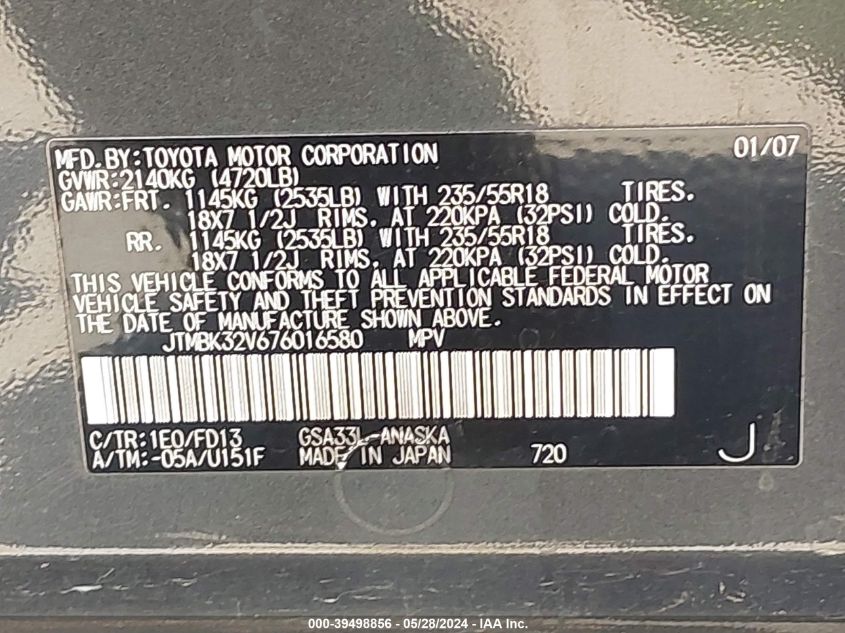 MFD.BY:TOYOTA MOTOR CORPORATION 01/07
GVWR:2140KG (4720LB)
GAWR:FRT. 1145KG (2535LB) WITH 235/55R18 TIRES.
18X7 1/2J RIMS. AT 220KPA (32PSI) COLD.
RR. 1145KG (2535LB) WITH 235/55R18 TIRES.
18X7 1/2J RIMS. AT 220KPA (32PSI) COLD.
THIS VEHICLE CONFORMS TO ALL APPLICABLE FEDERAL MOTOR
VEHICLE SAFETY AND THEFT PREVENTION STANDARDS IN EFFECT ON
THE DATE OF MANUFACTURE SHOWN ABOVE.
JTMBK32V676016580 MPV
C/TR:1E0/FD13 GSA33L-ANASKA
A/TM:-05A/U151F MADE IN JAPAN 720 J
000-39498856 - 05/28/2024 - IAA Inc.